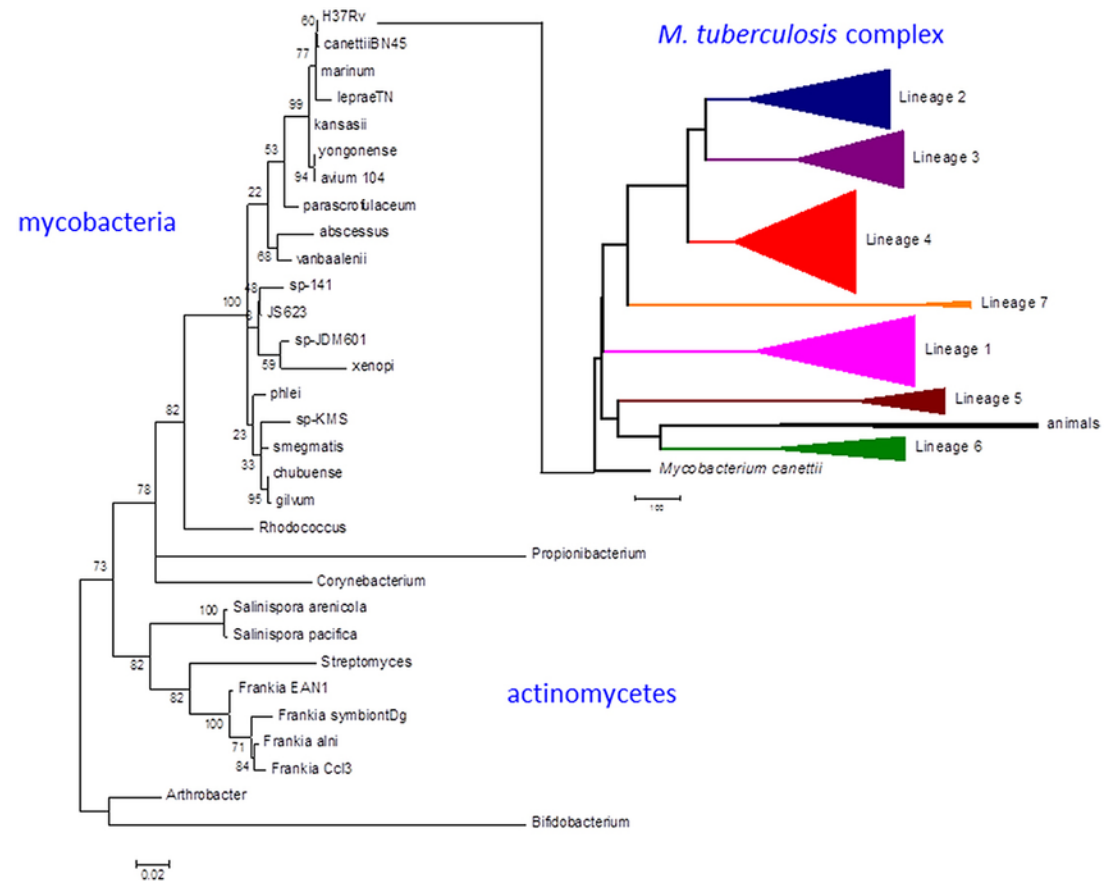 60
H37Rv
M. tuberculosis complex
canettiiBN45
77
marinum
Lineage 2
lepraeTN
99
kansasii
53
yongonense
Lineage 3
94
avium 104
22
parascrofulaceum
mycobacteria
abscessus
Lineage 4
68
vanbaalenii
48
sp-141
100
JS623
Lineage 7
sp-JDM601
Lineage 1
59
xenopi
phlei
Lineage 5
82
sp-KMS
animals
23
smegmatis
Lineage 6
33
chubuense
Mycobacterium canettii
78
95
gilvum
Rhodococcus
Propionibacterium
73
Corynebacterium
100
Salinispora arenicola
Salinispora pacifica
82
Streptomyces
82
Frankia EAN1
actinomycetes
100
Frankia symbiontDg
71
Frankia alni
84
Frankia CcI3
Arthrobacter
Bifidobacterium
0.02